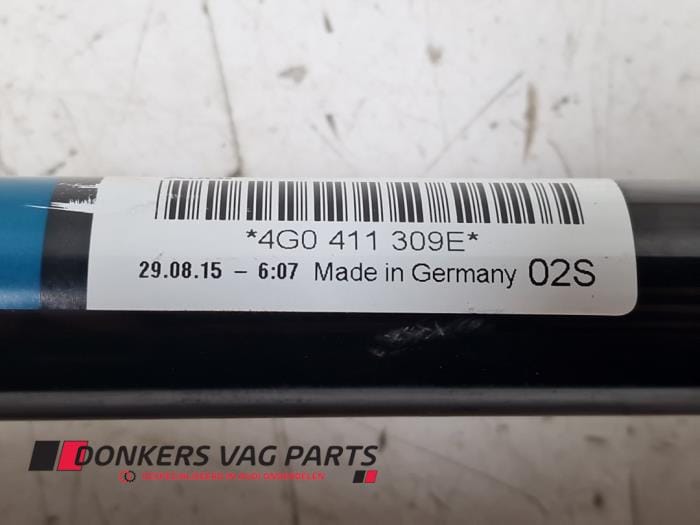 *4G0 411 309E*
29.08.15 – 6:07 Made in Germany 02S
DONKERS VAG PARTS